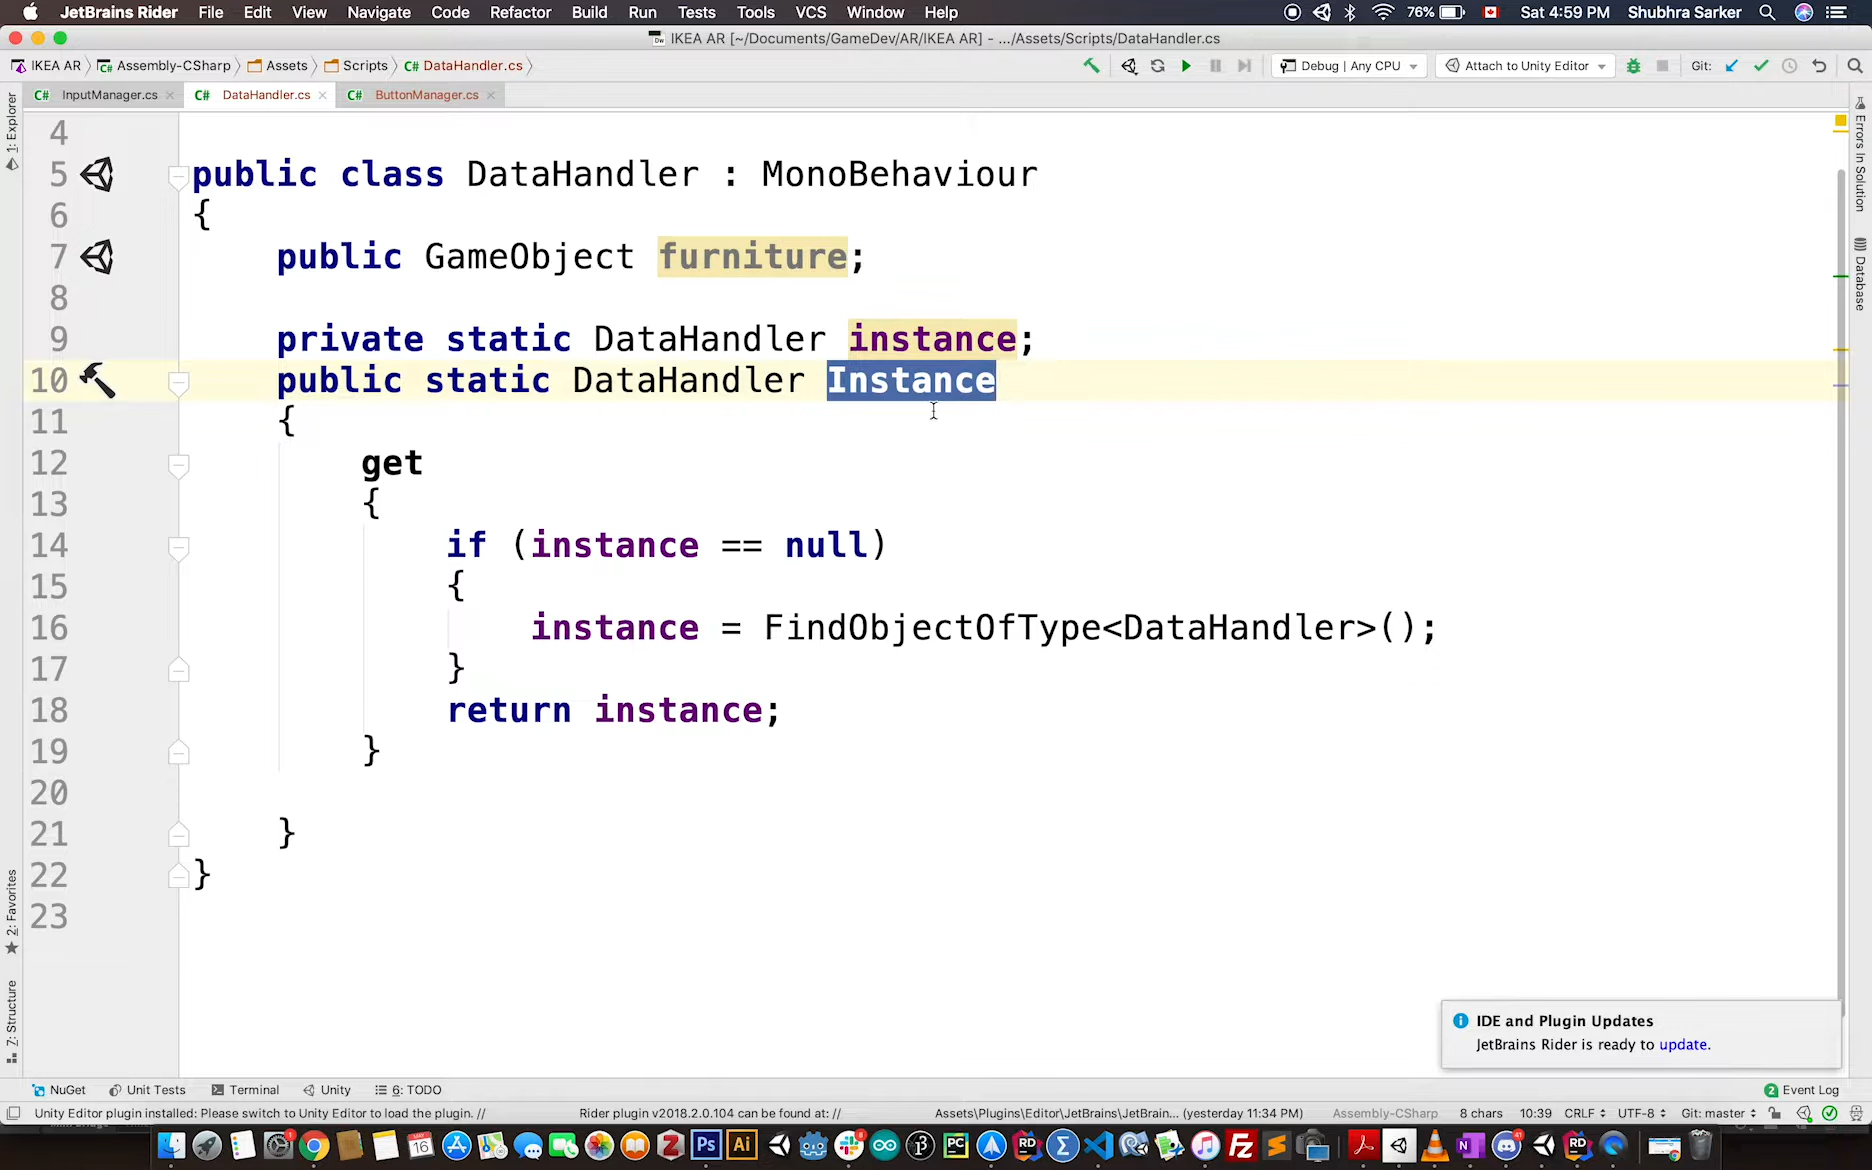 JetBrains Rider File Edit View Navigate Code Refactor Build Run Tests Tools VCS Window Help 76% Sat 4:59 PM Shubhra Sarker
IKEA AR [~/Documents/GameDev/AR/IKEA AR] - .../Assets/Scripts/DataHandler.cs
IKEA AR Assembly-CSharp Assets Scripts C# DataHandler.cs Debug | Any CPU Attach to Unity Editor Git:
C# InputManager.cs C# DataHandler.cs C# ButtonManager.cs
1: Explorer
Errors In Solution
Database
2: Favorites
Z: Structure
4
5 public class DataHandler : MonoBehaviour
6 {
7 public GameObject furniture;
8
9 private static DataHandler instance;
10 public static DataHandler Instance
11 {
12 get
13 {
14 if (instance == null)
15 {
16 instance = FindObjectOfType<DataHandler>();
17 }
18 return instance;
19 }
20
21 }
22 }
23
IDE and Plugin Updates
JetBrains Rider is ready to update.
NuGet Unit Tests Terminal Unity 6: TODO 2 Event Log
Unity Editor plugin installed: Please switch to Unity Editor to load the plugin. // Rider plugin v2018.2.0.104 can be found at: // Assets\Plugins\Editor\JetBrains\JetBrain... (yesterday 11:34 PM) Assembly-CSharp 8 chars 10:39 CRLF UTF-8 Git: master
16 Ps Ai PC RD Fz N RD